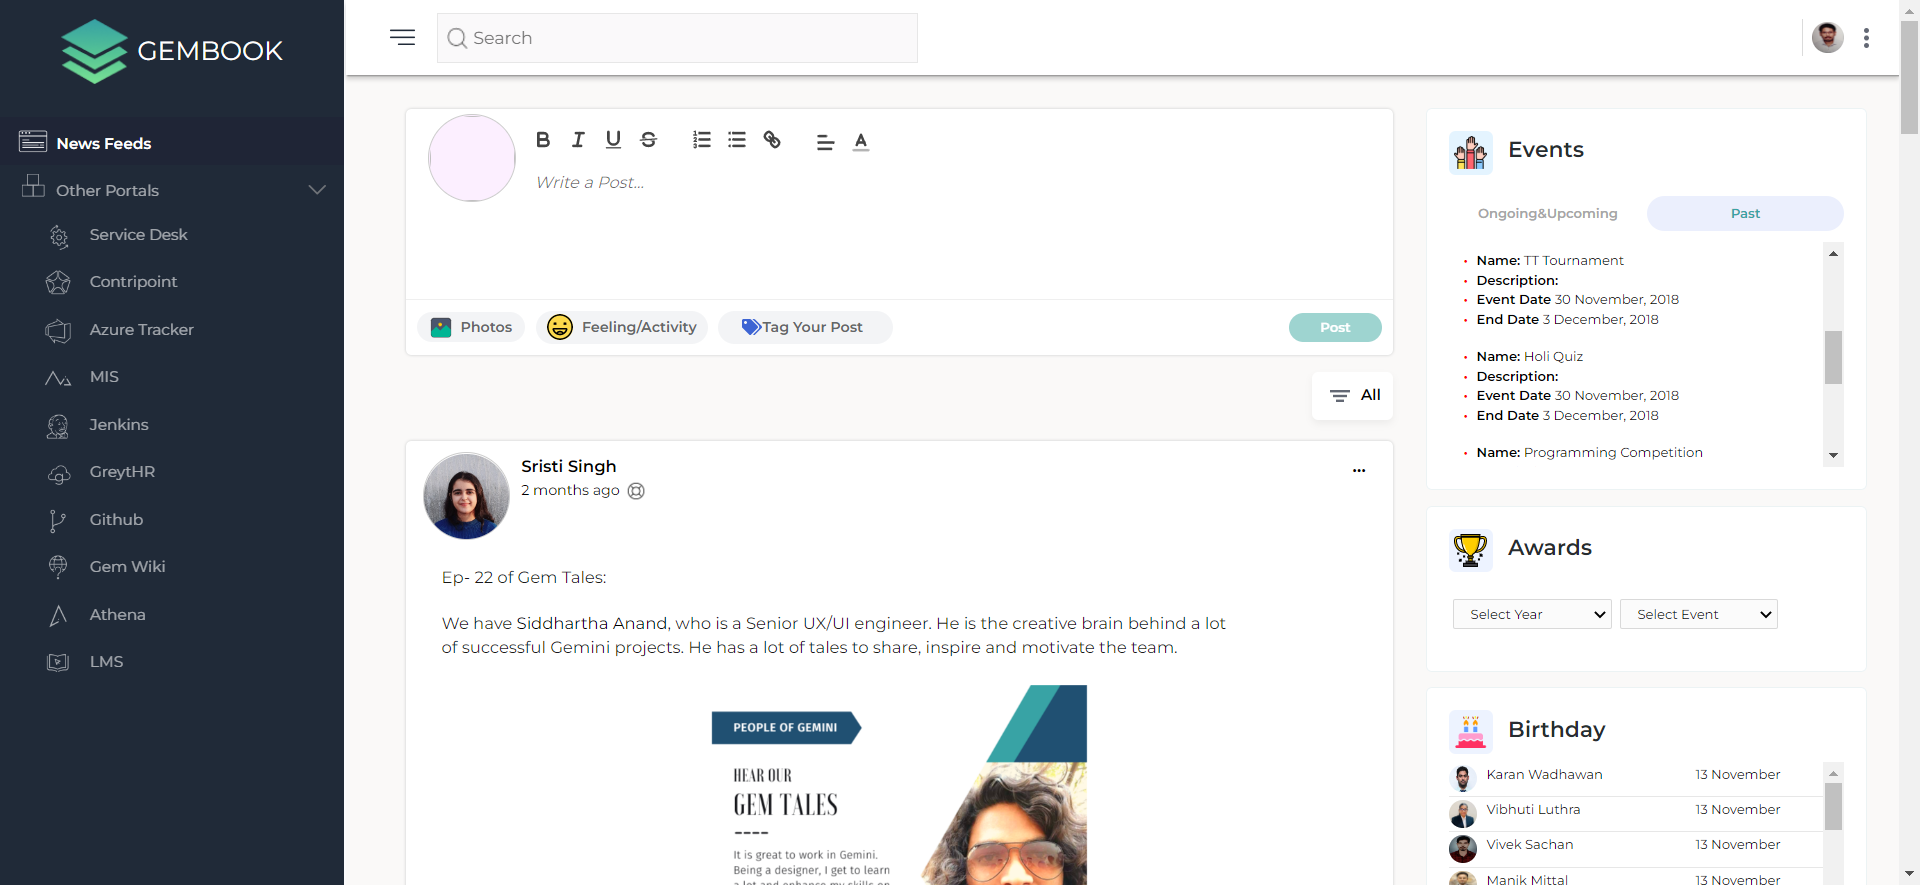 GEMBOOK
Search
News Feeds
Other Portals
Service Desk
Contripoint
Azure Tracker
MIS
Jenkins
GreytHR
Github
Gem Wiki
Athena
LMS
B I U S A
Write a Post...
Photos Feeling/Activity Tag Your Post Post
All
Sristi Singh
2 months ago
Ep- 22 of Gem Tales:
We have Siddhartha Anand, who is a Senior UX/UI engineer. He is the creative brain behind a lot
of successful Gemini projects. He has a lot of tales to share, inspire and motivate the team.
PEOPLE OF GEMINI
HEAR OUR
GEM TALES
It is great to work in Gemini.
Being a designer, I get to learn
a lot and enhance my skills on
Events
Ongoing&Upcoming Past
Name: TT Tournament
Description:
Event Date 30 November, 2018
End Date 3 December, 2018
Name: Holi Quiz
Description:
Event Date 30 November, 2018
End Date 3 December, 2018
Name: Programming Competition
Awards
Select Year Select Event
Birthday
Karan Wadhawan 13 November
Vibhuti Luthra 13 November
Vivek Sachan 13 November
Manik Mittal 13 November